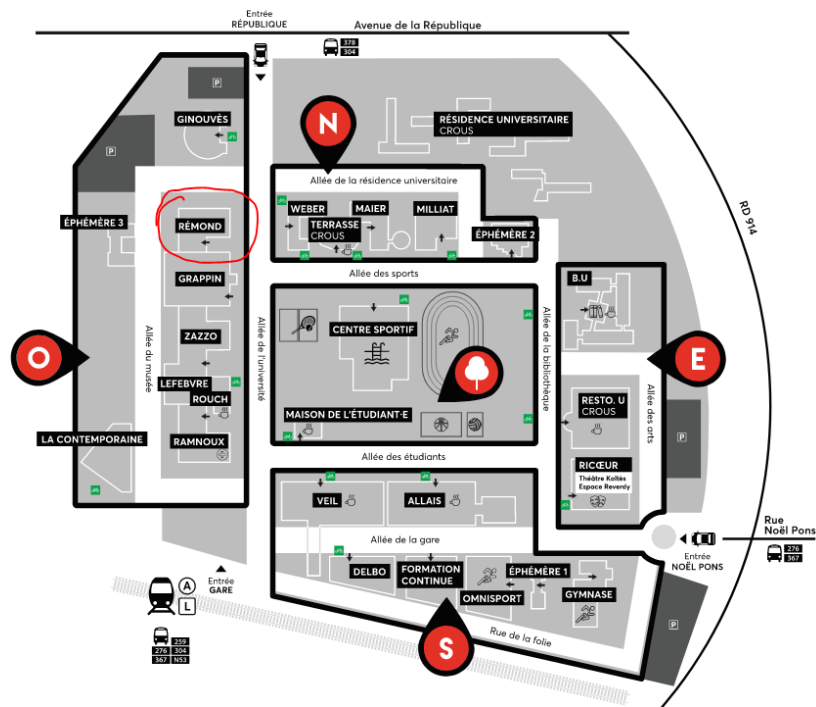 Entrée
RÉPUBLIQUE
Avenue de la République
378
304
P
GINOUVÈS
P
N
RÉSIDENCE UNIVERSITAIRE
CROUS
Allée de la résidence universitaire
RD 914
WEBER
MAIER
MILLIAT
TERRASSE
CROUS
ÉPHÉMÈRE 2
ÉPHÉMÈRE 3
RÉMOND
Allée des sports
GRAPPIN
B.U
CENTRE SPORTIF
ZAZZO
O
E
Allée du musée
Allée de l'université
Allée de la bibliothèque
Allée des arts
LEFEBVRE
ROUCH
MAISON DE L'ÉTUDIANT·E
RESTO. U
CROUS
LA CONTEMPORAINE
RAMNOUX
P
Allée des étudiants
RICŒUR
Théâtre Koltès
Espace Reverdy
VEIL
ALLAIS
Allée de la gare
Rue
Noël Pons
276
367
Entrée
NOËL PONS
DELBO
FORMATION
CONTINUE
ÉPHÉMÈRE 1
OMNISPORT
GYMNASE
Entrée
GARE
A
L
S
Rue de la folie
P
259
276 304
367 N53